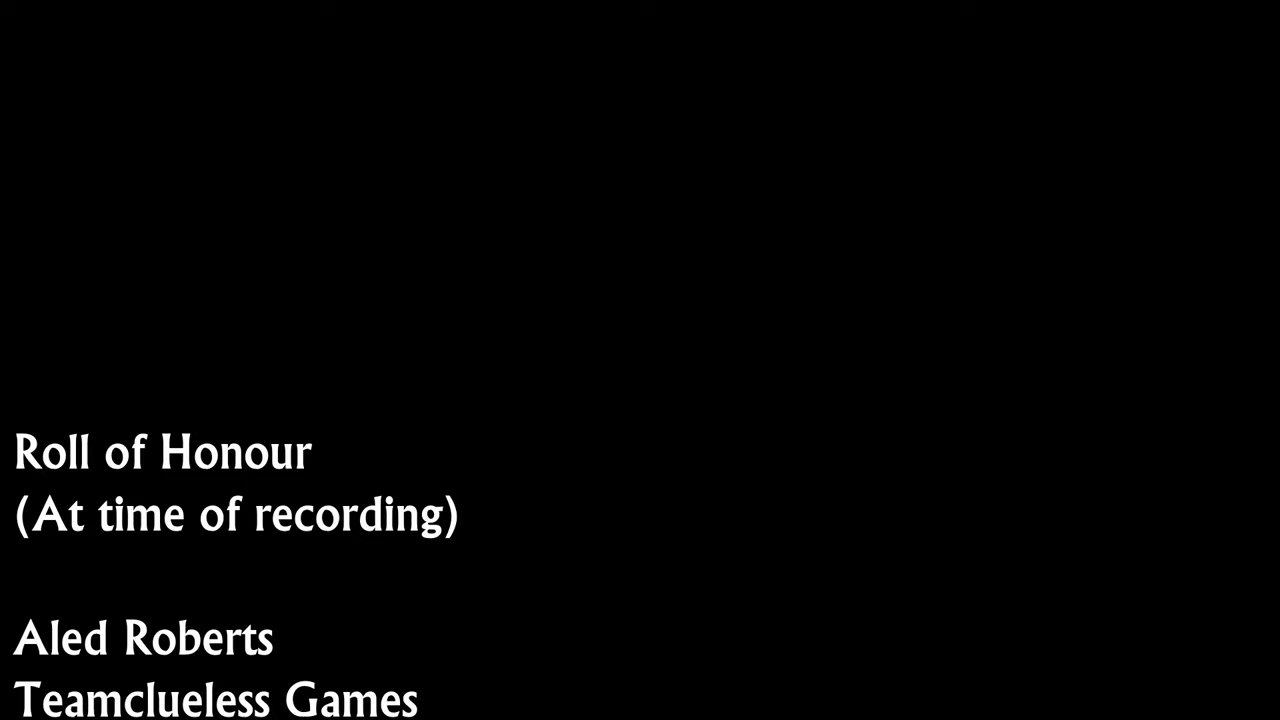 Roll of Honour
(At time of recording)
Aled Roberts
Teamclueless Games